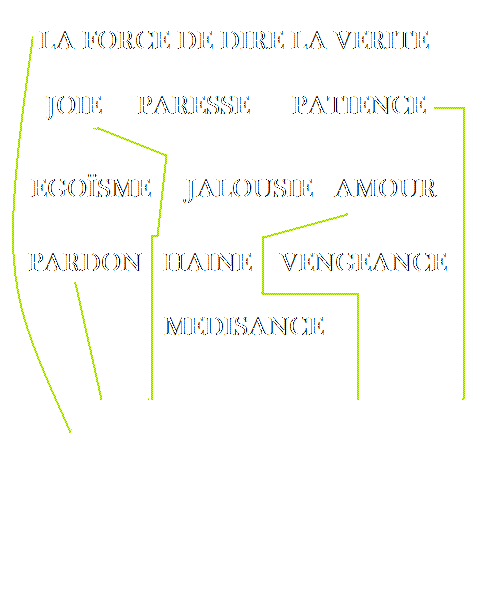 LA FORCE DE DIRE LA VERITE
JOIE PARESSE PATIENCE
EGOÏSME JALOUSIE AMOUR
PARDON HAINE VENGEANCE
MEDISANCE